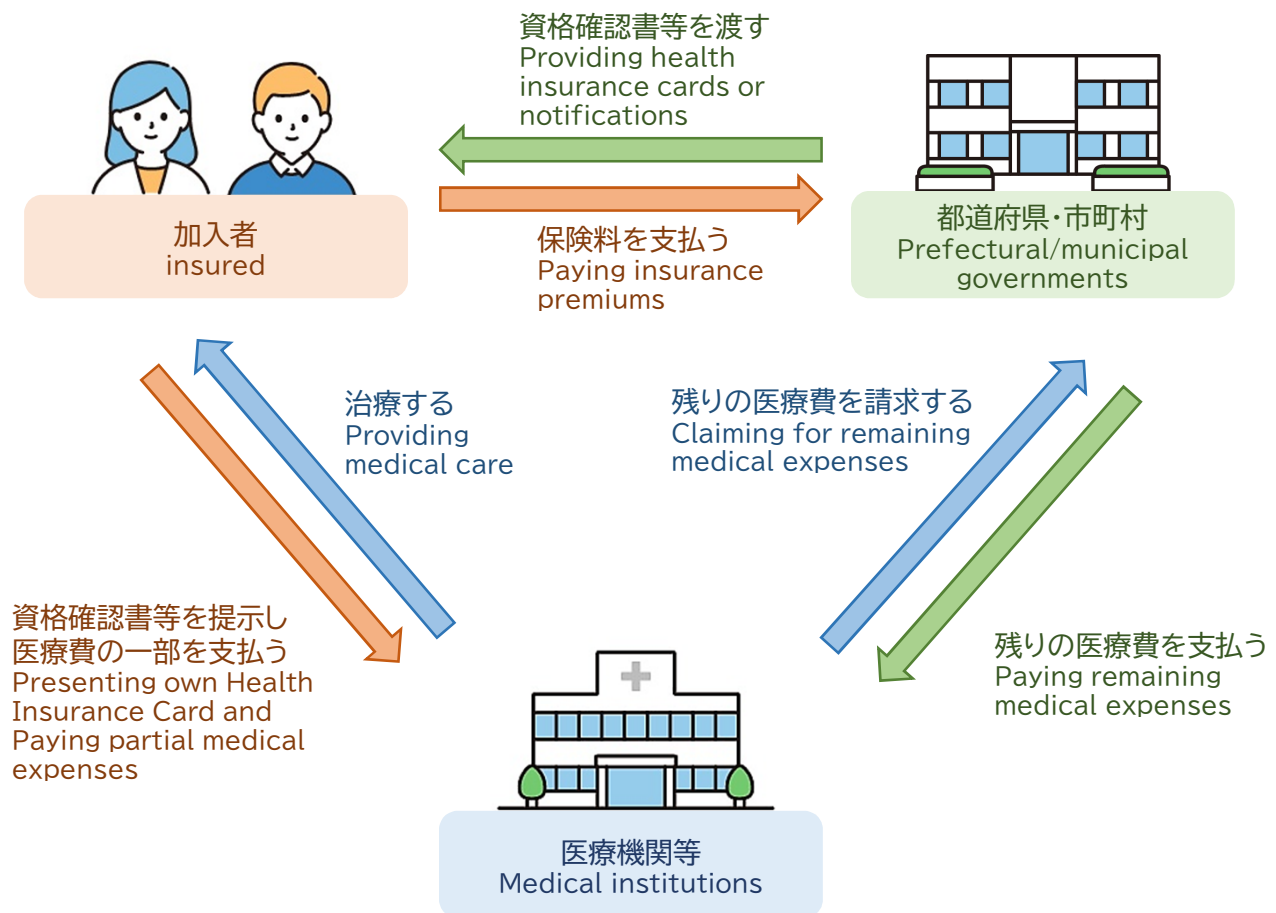 資格確認書等を渡す
Providing health
insurance cards or
notifications
加入者
insured
保険料を支払う
Paying insurance
premiums
都道府県・市町村
Prefectural/municipal
governments
治療する
Providing
medical care
残りの医療費を請求する
Claiming for remaining
medical expenses
資格確認書等を提示し
医療費の一部を支払う
Presenting own Health
Insurance Card and
Paying partial medical
expenses
残りの医療費を支払う
Paying remaining
medical expenses
医療機関等
Medical institutions